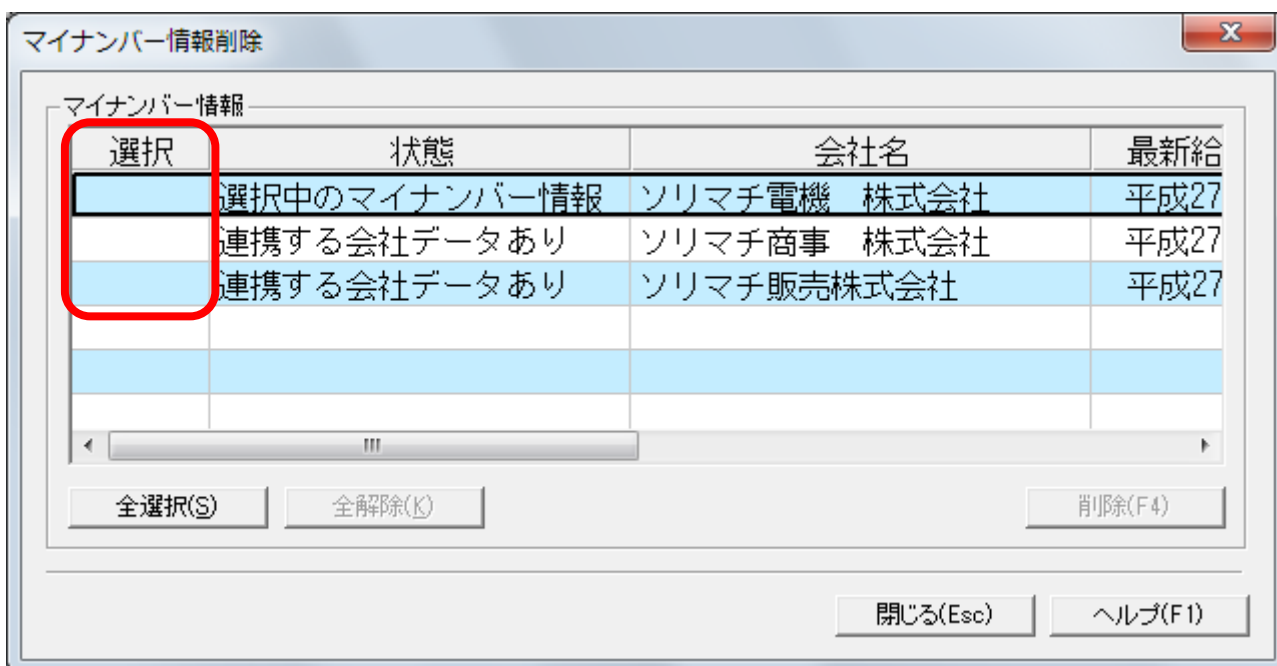 マイナンバー情報削除
マイナンバー情報
選択 状態 会社名 最新給
選択中のマイナンバー情報 ソリマチ電機 株式会社 平成27
連携する会社データあり ソリマチ商事 株式会社 平成27
連携する会社データあり ソリマチ販売株式会社 平成27
全選択(S) 全解除(K) 削除(F4)
閉じる(Esc) ヘルプ(F1)